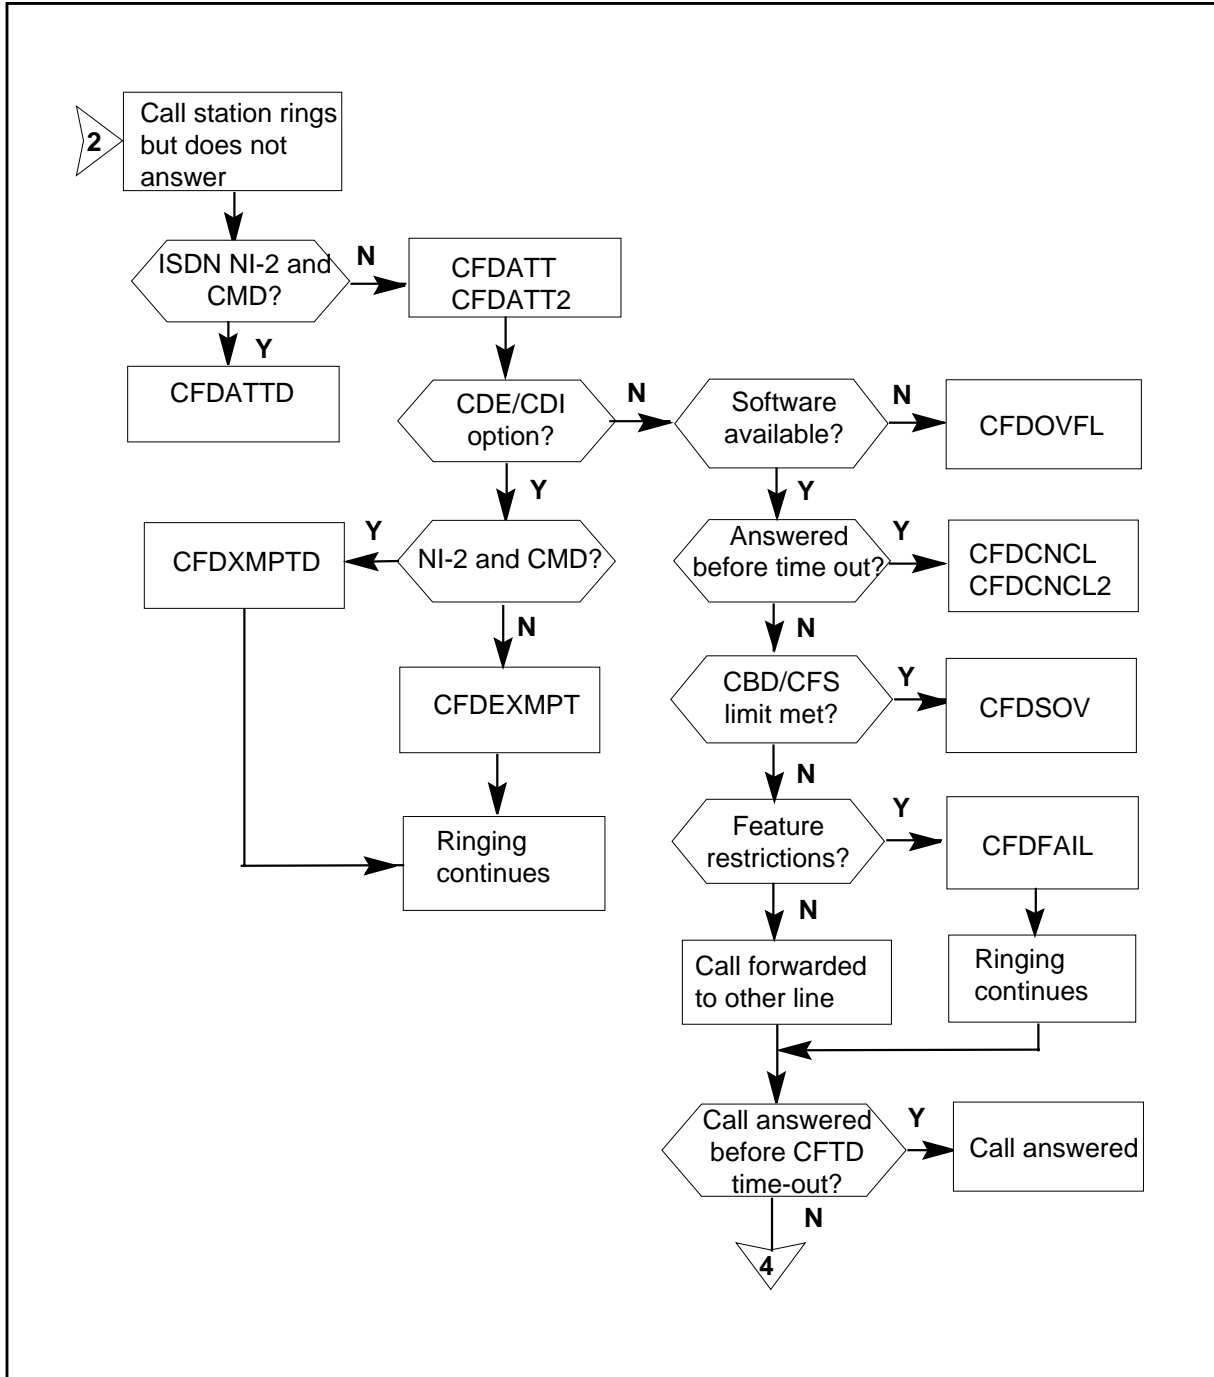 2
Call station rings
but does not
answer
ISDN NI-2 and
CMD?
N
CFDATT
CFDATT2
Y
CFDATTD
CDE/CDI
option?
N
Software
available?
N
CFDOVFL
Y
Y
CFDXMPTD
Y
NI-2 and CMD?
Answered
before time out?
Y
CFDCNCL
CFDCNCL2
N
N
CFDEXMPT
CBD/CFS
limit met?
Y
CFDSOV
N
Ringing
continues
Feature
restrictions?
Y
CFDFAIL
N
Call forwarded
to other line
Ringing
continues
Call answered
before CFTD
time-out?
Y
Call answered
N
4